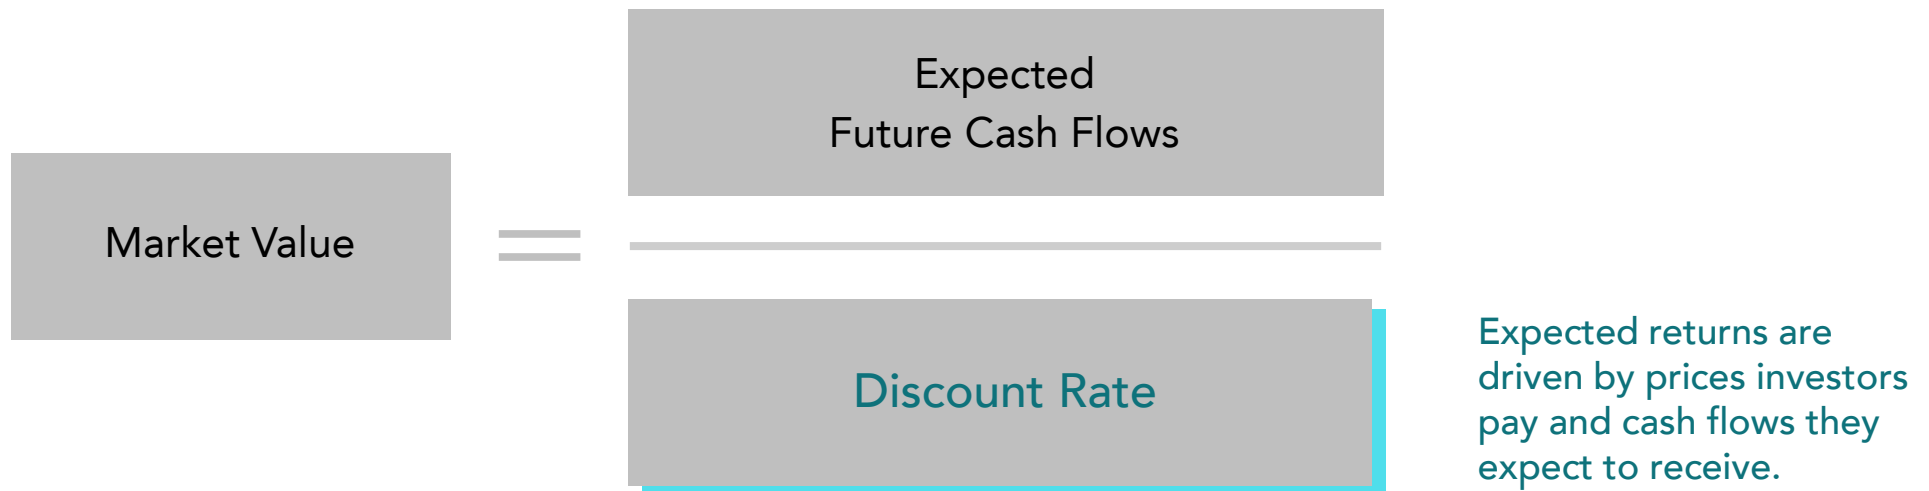 Expected
Future Cash Flows
Market Value
=
Discount Rate
Expected returns are
driven by prices investors
pay and cash flows they
expect to receive.